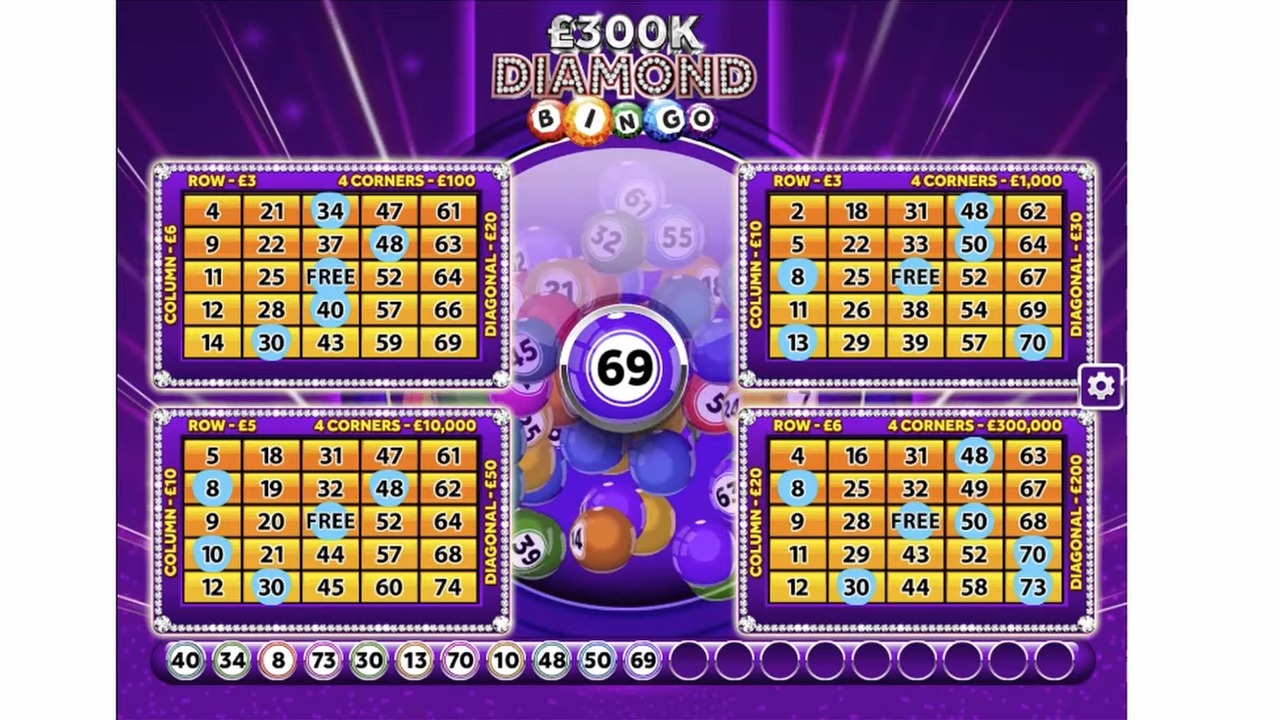 £300K
DIAMOND
BINGO
ROW - £3 4 CORNERS - £100
COLUMN - £6
4 21 34 47 61
9 22 37 48 63
11 25 FREE 52 64
12 28 40 57 66
14 30 43 59 69
DIAGONAL - £20
ROW - £3 4 CORNERS - £1,000
COLUMN - £10
2 18 31 48 62
5 22 33 50 64
8 25 FREE 52 67
11 26 38 54 69
13 29 39 57 70
DIAGONAL - £30
61
32 55
21
45
69
ROW - £5 4 CORNERS - £10,000
COLUMN - £10
5 18 31 47 61
8 19 32 48 62
9 20 FREE 52 64
10 21 44 57 68
12 30 45 60 74
DIAGONAL - £50
ROW - £6 4 CORNERS - £300,000
COLUMN - £20
4 16 31 48 63
8 25 32 49 67
9 28 FREE 50 68
11 29 43 52 70
12 30 44 58 73
DIAGONAL - £200
39
40 34 8 73 30 13 70 10 48 50 69